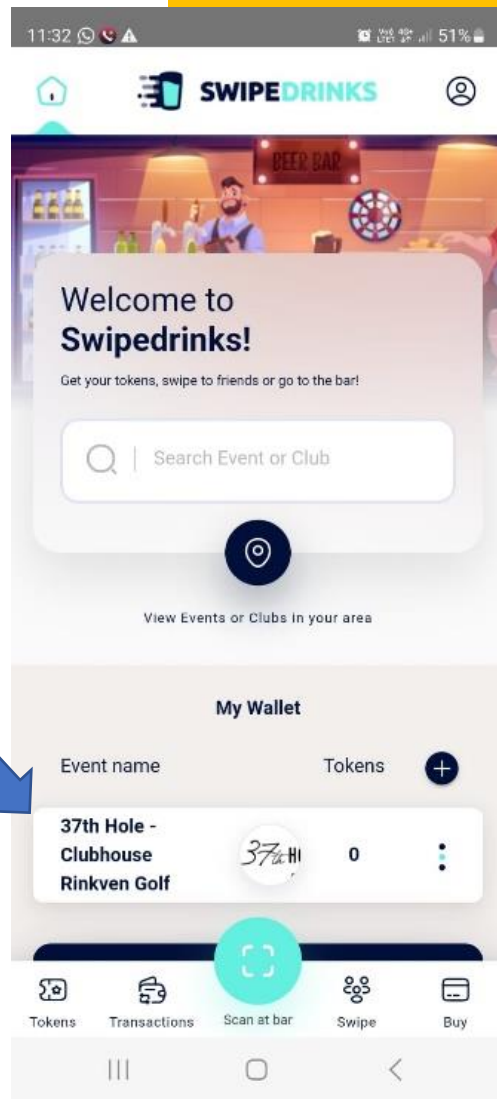 11:32 51%
SWIPEDRINKS
BEER BAR
Welcome to
Swipedrinks!
Get your tokens, swipe to friends or go to the bar!
Search Event or Club
View Events or Clubs in your area
My Wallet
Event name Tokens
37th Hole -
Clubhouse
Rinkven Golf
37th H
0
Tokens Transactions Scan at bar Swipe Buy